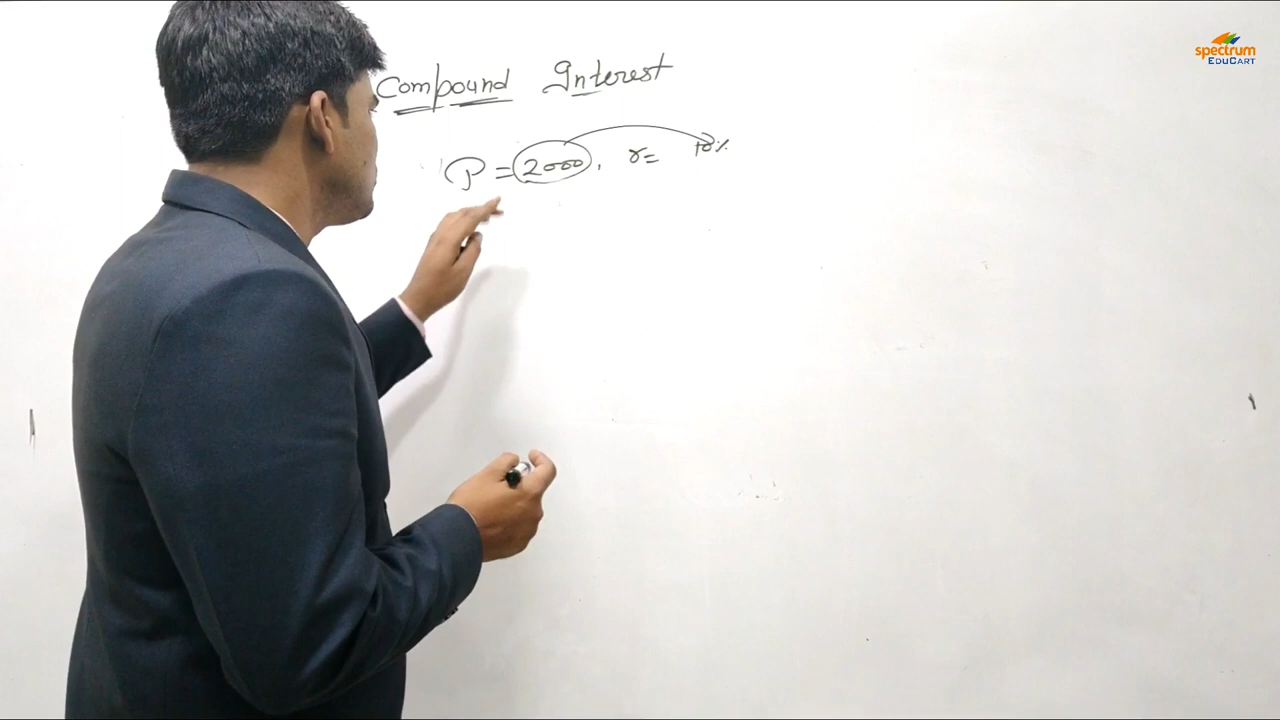 spectrum
EDUCART
Compound Interest
P = 2000, r = 10%